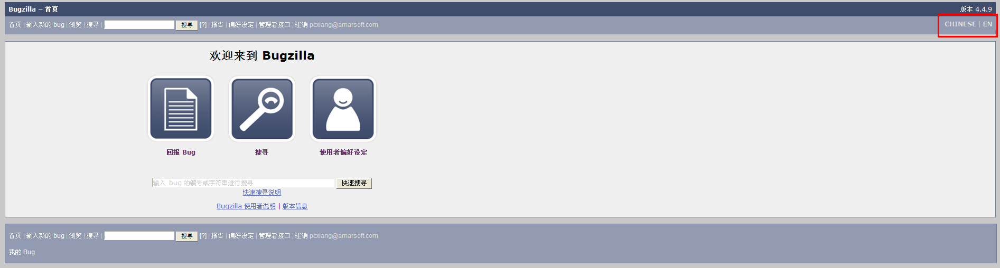 Bugzilla – 首页
版本 4.4.9
首页 | 输入新的 bug | 浏览 | 搜寻 | 搜寻 [?] | 报告 | 偏好设定 | 管理者接口 | 注销 pcxiang@amarsoft.com
CHINESE | EN
欢迎来到 Bugzilla
回报 Bug
搜寻
使用者偏好设定
输入 bug 的编号或字符串进行搜寻 快速搜寻
快速搜寻说明
Bugzilla 使用者说明 | 版本信息
首页 | 输入新的 bug | 浏览 | 搜寻 | 搜寻 [?] | 报告 | 偏好设定 | 管理者接口 | 注销 pcxiang@amarsoft.com
我的 Bug